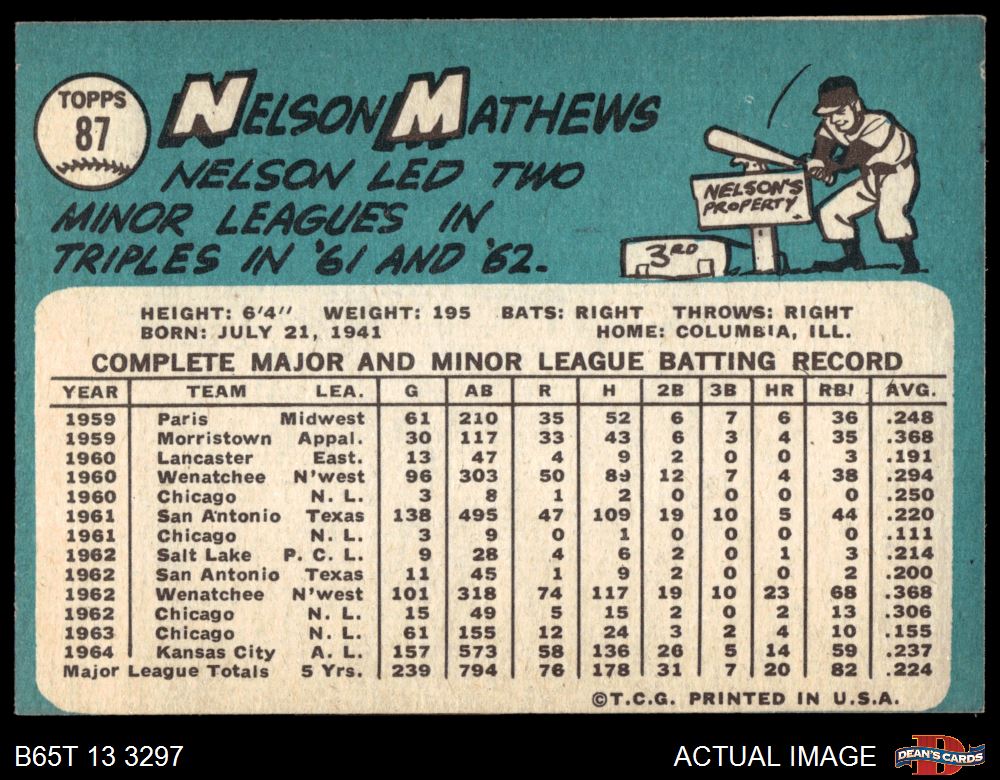 TOPPS
87
NELSON MATHEWS
NELSON LED TWO
MINOR LEAGUES IN
TRIPLES IN '61 AND '62.
NELSON'S
PROPERTY
3RD
HEIGHT: 6'4" WEIGHT: 195 BATS: RIGHT THROWS: RIGHT
BORN: JULY 21, 1941 HOME: COLUMBIA, ILL.
COMPLETE MAJOR AND MINOR LEAGUE BATTING RECORD
YEAR TEAM LEA. G AB R H 2B 3B HR RBI AVG.
1959 Paris Midwest 61 210 35 52 6 7 6 36 .248
1959 Morristown Appal. 30 117 33 43 6 3 4 35 .368
1960 Lancaster East. 13 47 4 9 2 0 0 3 .191
1960 Wenatchee N'west 96 303 50 89 12 7 4 38 .294
1960 Chicago N. L. 3 8 1 2 0 0 0 0 .250
1961 San Antonio Texas 138 495 47 109 19 10 5 44 .220
1961 Chicago N. L. 3 9 0 1 0 0 0 0 .111
1962 Salt Lake P. C. L. 9 28 4 6 2 0 1 3 .214
1962 San Antonio Texas 11 45 1 9 2 0 0 2 .200
1962 Wenatchee N'west 101 318 74 117 19 10 23 68 .368
1962 Chicago N. L. 15 49 5 15 2 0 2 13 .306
1963 Chicago N. L. 61 155 12 24 3 2 4 10 .155
1964 Kansas City A. L. 157 573 58 136 26 5 14 59 .237
Major League Totals 5 Yrs. 239 794 76 178 31 7 20 82 .224
©T.C.G. PRINTED IN U.S.A.
B65T 13 3297 ACTUAL IMAGE
D
DEAN'S CARDS